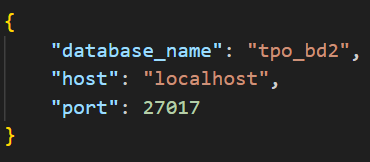 {
    "database_name": "tpo_bd2",
    "host": "localhost",
    "port": 27017
}